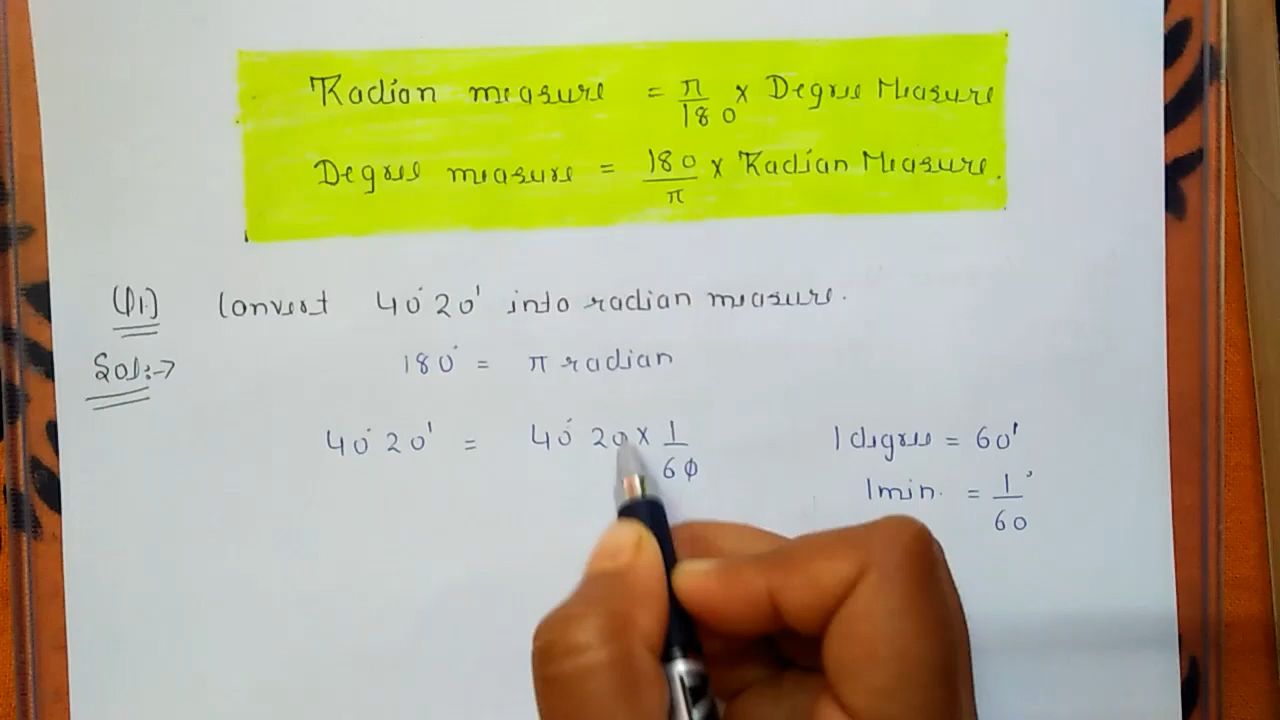 Radian measure = π/180 × Degree Measure
Degree measure = 180/π × Radian Measure.
Q1.) Convert 40° 20' into radian measure.
Sol:-> 180° = π radian
40° 20' = 40° 20 × 1/60
1 degree = 60'
1 min. = 1/60°